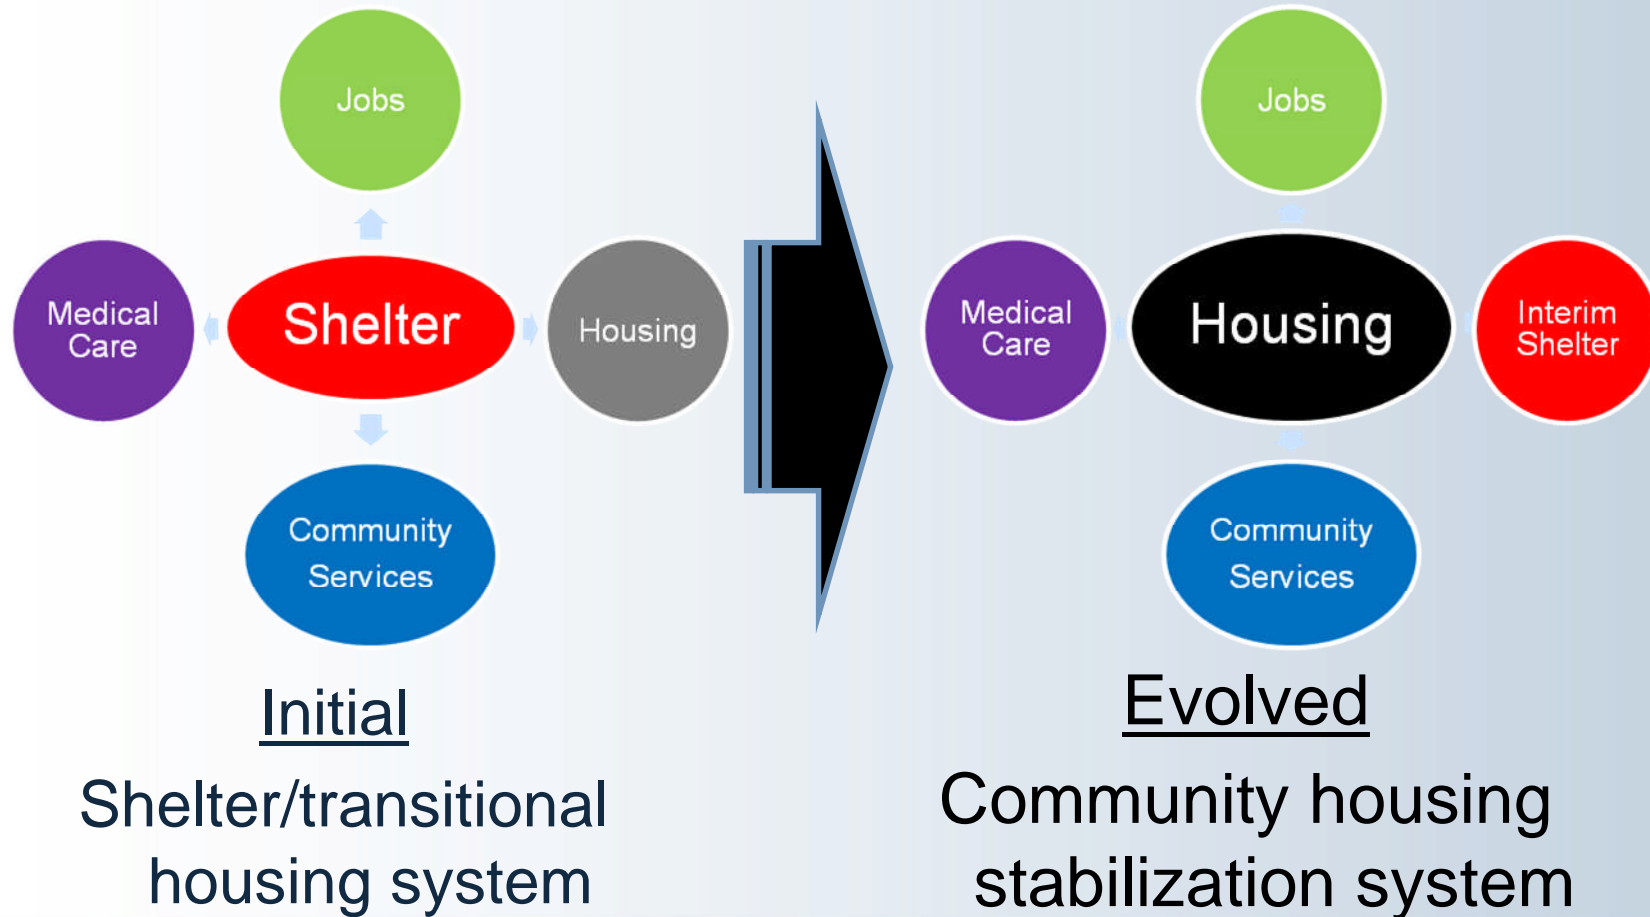 Jobs
Medical
Care
Shelter
Housing
Community
Services
Initial
Shelter/transitional
housing system
Jobs
Medical
Care
Housing
Interim
Shelter
Community
Services
Evolved
Community housing
stabilization system